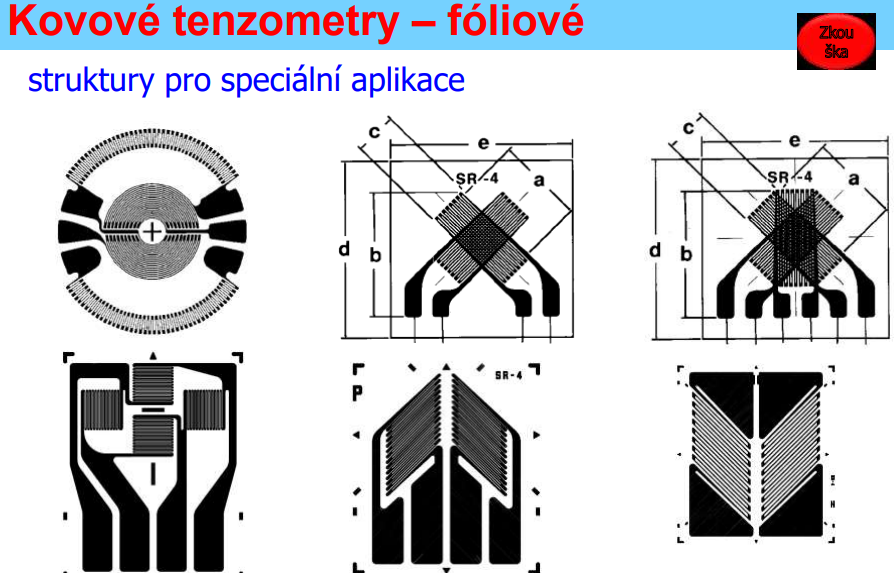 Kovové tenzometry – fóliové
Zkou
ška
struktury pro speciální aplikace
c
e
SR-4
a
d
b
c
e
SR-4
a
d
b
P
SR-4